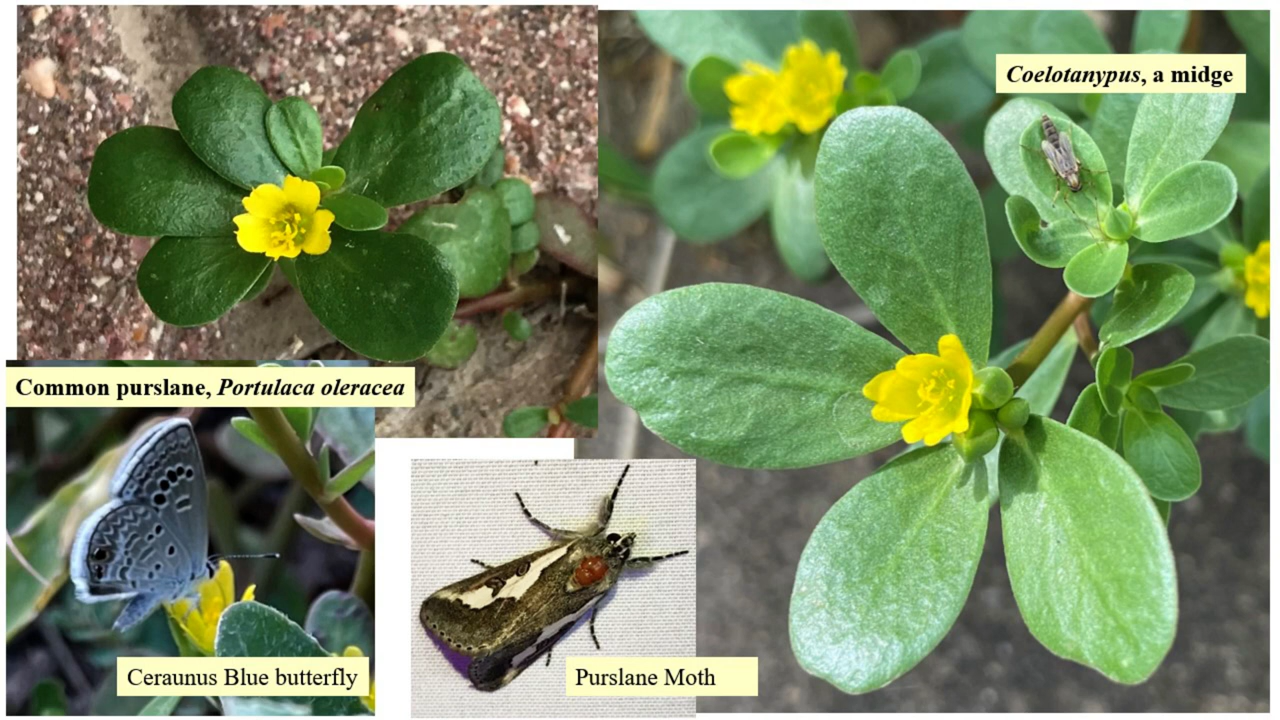 Coelotanypus, a midge
Common purslane, Portulaca oleracea
Ceraunus Blue butterfly
Purslane Moth